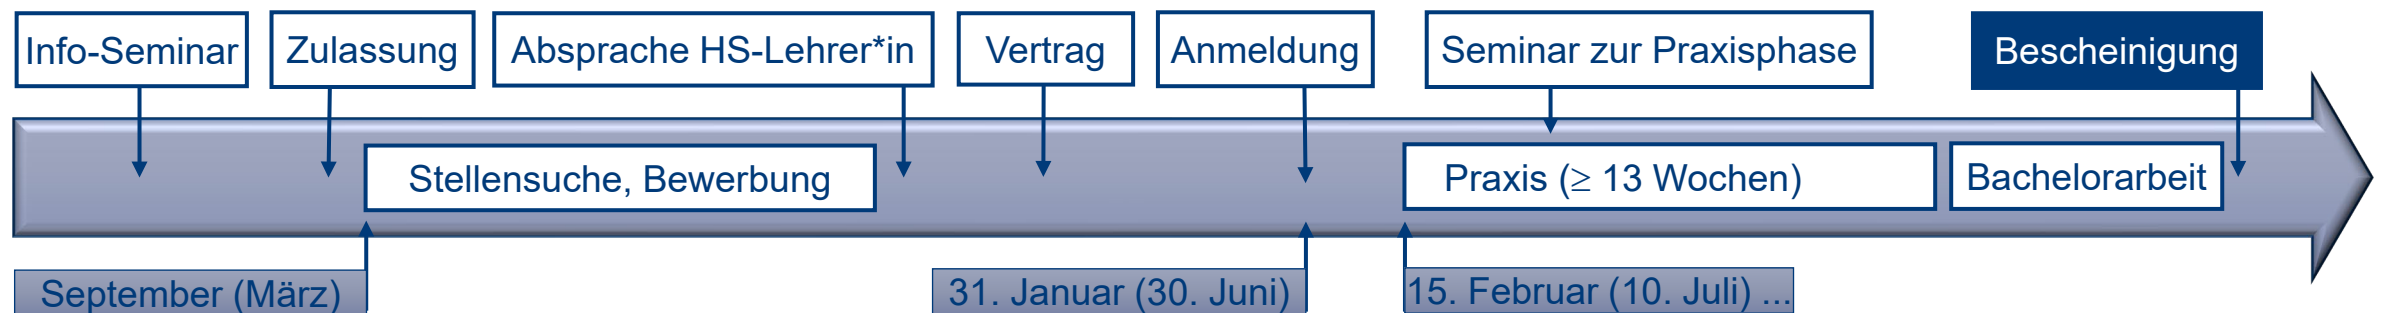 Info-Seminar
Zulassung
Absprache HS-Lehrer*in
Vertrag
Anmeldung
Seminar zur Praxisphase
Bescheinigung
Stellensuche, Bewerbung
Praxis (≥ 13 Wochen)
Bachelorarbeit
September (März)
31. Januar (30. Juni)
15. Februar (10. Juli) ...